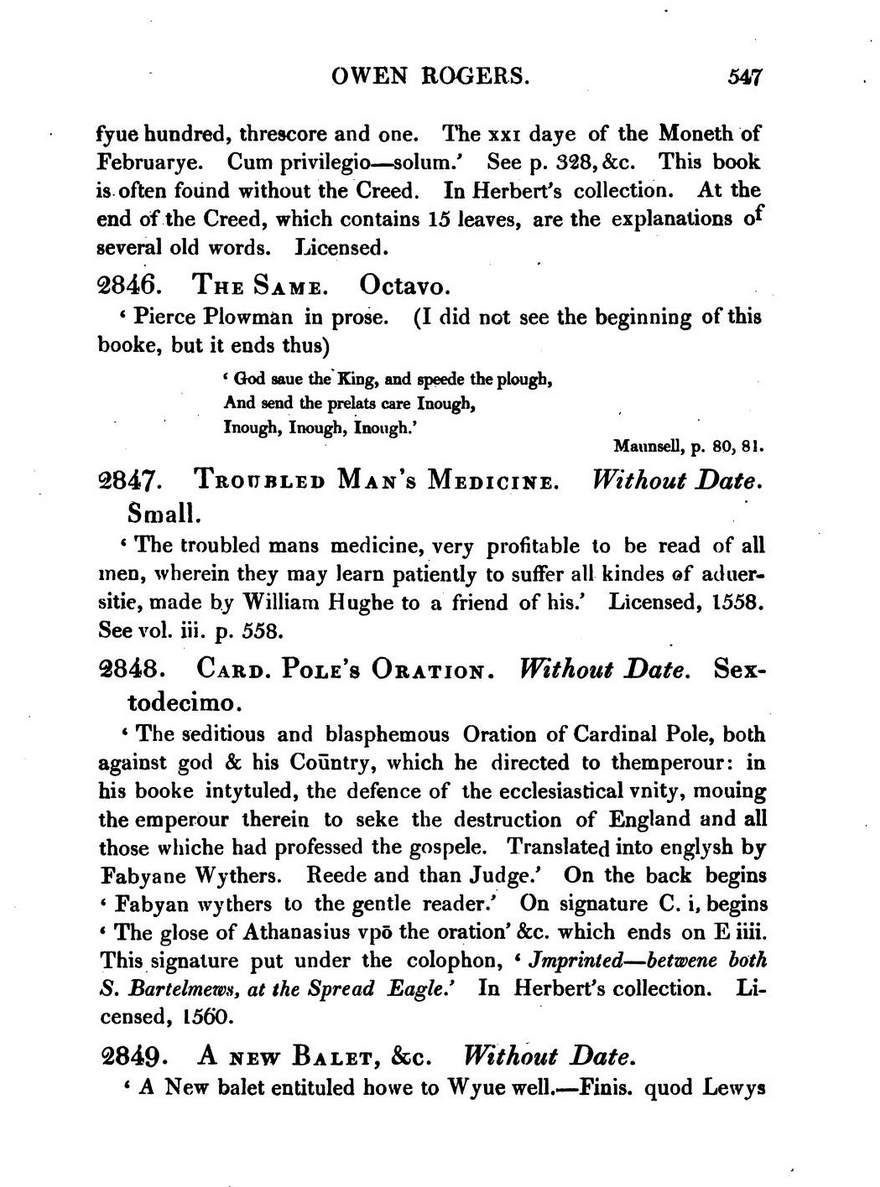 OWEN ROGERS. 547
fyue hundred, threscore and one. The xxi daye of the Moneth of
Februarye. Cum privilegio—solum.' See p. 328, &c. This book
is often found without the Creed. In Herbert's collection. At the
end of the Creed, which contains 15 leaves, are the explanations of
several old words. Licensed.
2846. The Same. Octavo.
‘ Pierce Plowman in prose. (I did not see the beginning of this
booke, but it ends thus)
‘ God saue the King, and speede the plough,
And send the prelats care Inough,
Inough, Inough, Inough.’
Maunsell, p. 80, 81.
2847. Troubled Man's Medicine. Without Date.
Small.
‘ The troubled mans medicine, very profitable to be read of all
men, wherein they may learn patiently to suffer all kindes of aduer-
sitie, made by William Hughe to a friend of his.’ Licensed, 1558.
See vol. iii. p. 558.
2848. Card. Pole's Oration. Without Date. Sex-
todecimo.
‘ The seditious and blasphemous Oration of Cardinal Pole, both
against god & his Coūntry, which he directed to themperour: in
his booke intytuled, the defence of the ecclesiastical vnity, mouing
the emperour therein to seke the destruction of England and all
those whiche had professed the gospele. Translated into englysh by
Fabyane Wythers. Reede and than Judge.’ On the back begins
‘ Fabyan wythers to the gentle reader.’ On signature C. i, begins
‘ The glose of Athanasius vpō the oration’ &c. which ends on E iiii.
This signature put under the colophon, ‘ Jmprinted—betwene both
S. Bartelmews, at the Spread Eagle.’ In Herbert's collection. Li-
censed, 1560.
2849. A new Balet, &c. Without Date.
‘ A New balet entituled howe to Wyue well.—Finis. quod Lewys